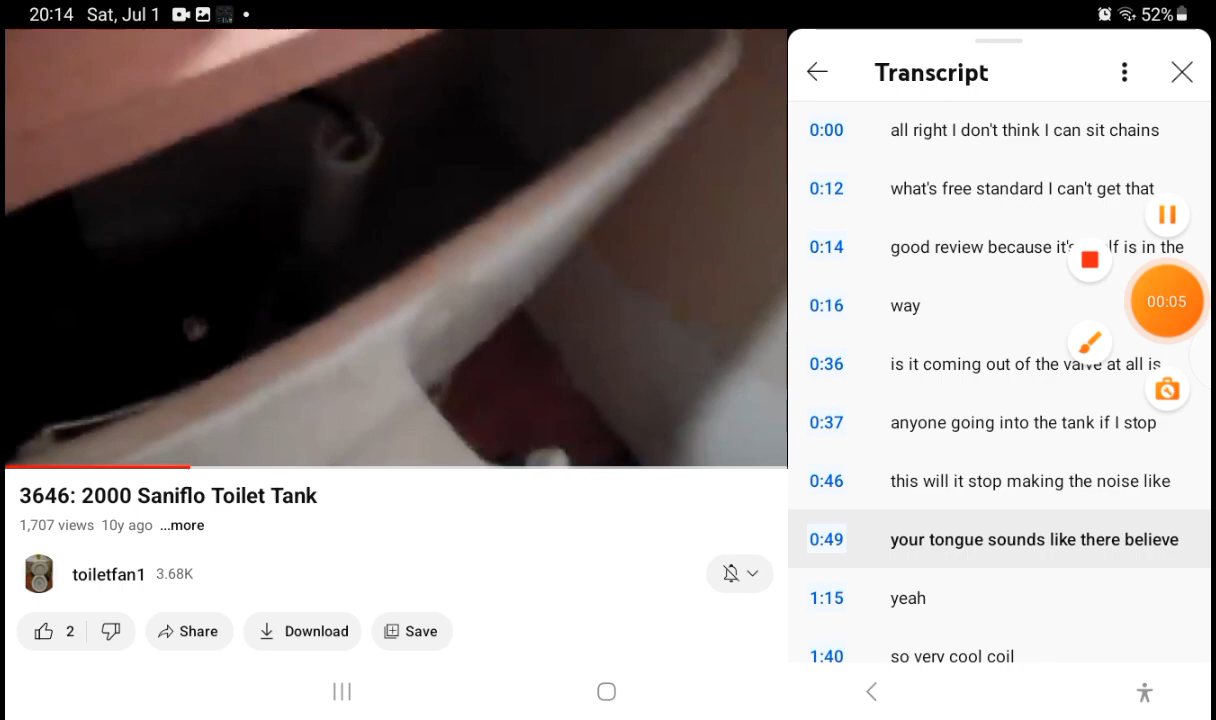 20:14 Sat, Jul 1 52%
Transcript
0:00 all right I don't think I can sit chains
0:12 what's free standard I can't get that
0:14 good review because it's lf is in the
0:16 way
0:36 is it coming out of the valve at all is
0:37 anyone going into the tank if I stop
0:46 this will it stop making the noise like
0:49 your tongue sounds like there believe
1:15 yeah
1:40 so very cool coil
00:05
3646: 2000 Saniflo Toilet Tank
1,707 views 10y ago ...more
toiletfan1 3.68K
2 Share Download Save